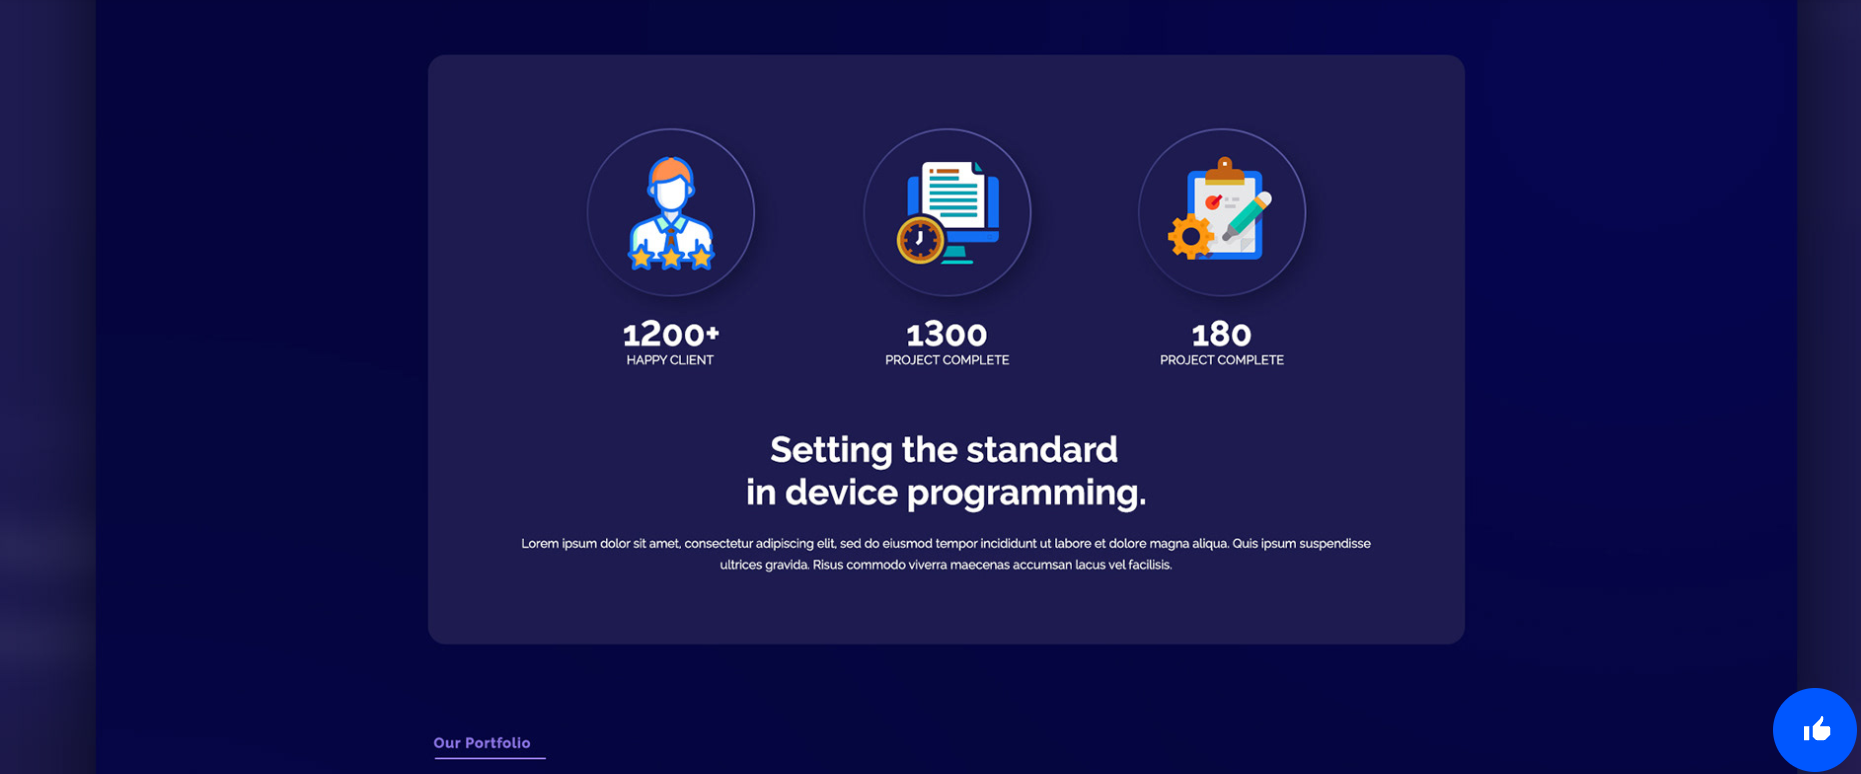 1200+
HAPPY CLIENT
1300
PROJECT COMPLETE
180
PROJECT COMPLETE
Setting the standard
in device programming.
Lorem ipsum dolor sit amet, consectetur adipiscing elit, sed do eiusmod tempor incididunt ut labore et dolore magna aliqua. Quis ipsum suspendisse
ultrices gravida. Risus commodo viverra maecenas accumsan lacus vel facilisis.
Our Portfolio